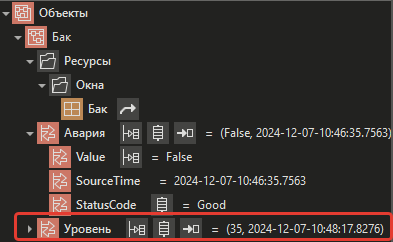 Объекты
Бак
Ресурсы
Окна
Бак
Авария = (False, 2024-12-07-10:46:35.7563)
Value = False
SourceTime = 2024-12-07-10:46:35.7563
StatusCode = Good
Уровень = (35, 2024-12-07-10:48:17.8276)